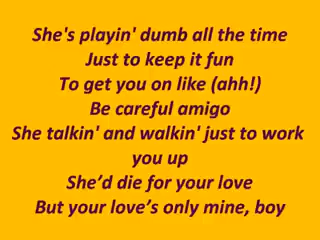 She's playin' dumb all the time
Just to keep it fun
To get you on like (ahh!)
Be careful amigo
She talkin' and walkin' just to work
you up
She’d die for your love
But your love’s only mine, boy